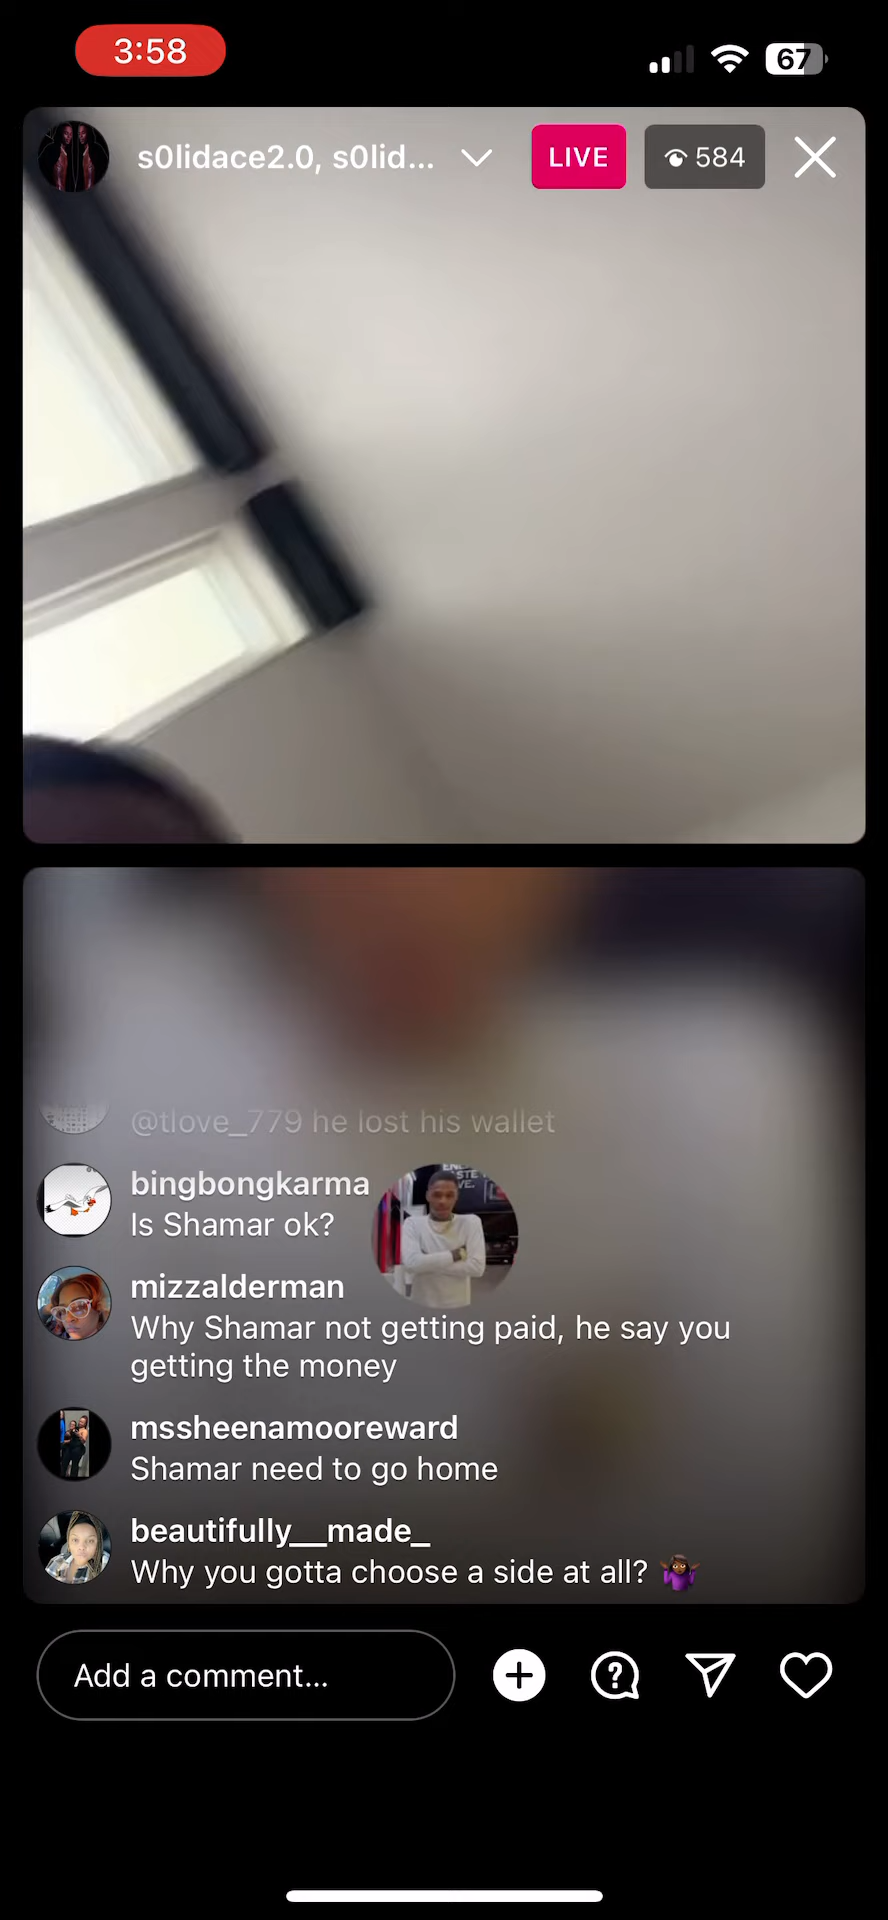 3:58
67
s0lidace2.0, s0lid...
LIVE
584
@tlove_779 he lost his wallet
bingbongkarma
Is Shamar ok?
mizzalderman
Why Shamar not getting paid, he say you
getting the money
mssheenamooreward
Shamar need to go home
beautifully__made_
Why you gotta choose a side at all? 🤷🏾‍♀️
Add a comment...